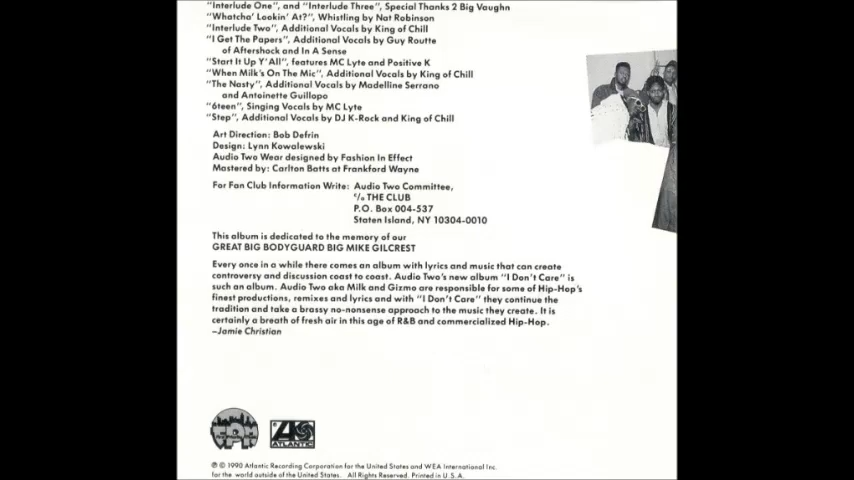 "Interlude One", and "Interlude Three", Special Thanks 2 Big Vaughn
"Whatcha' Lookin' At?", Whistling by Nat Robinson
"Interlude Two", Additional Vocals by King of Chill
"I Get The Papers", Additional Vocals by Guy Routte
of Aftershock and In A Sense
"Start It Up Y'All", features MC Lyte and Positive K
"When Milk's On The Mic", Additional Vocals by King of Chill
"The Nasty", Additional Vocals by Madelline Serrano
and Antoinette Guillopo
"6teen", Singing Vocals by MC Lyte
"Step", Additional Vocals by DJ K-Rock and King of Chill
Art Direction: Bob Defrin
Design: Lynn Kowalewski
Audio Two Wear designed by Fashion In Effect
Mastered by: Carlton Batts at Frankford Wayne
For Fan Club Information Write: Audio Two Committee,
c/o THE CLUB
P.O. Box 004-537
Staten Island, NY 10304-0010
This album is dedicated to the memory of our
GREAT BIG BODYGUARD BIG MIKE GILCREST
Every once in a while there comes an album with lyrics and music that can create
controversy and discussion coast to coast. Audio Two's new album "I Don't Care" is
such an album. Audio Two aka Milk and Gizmo are responsible for some of Hip-Hop's
finest productions, remixes and lyrics and with "I Don't Care" they continue the
tradition and take a brassy no-nonsense approach to the music they create. It is
certainly a breath of fresh air in this age of R&B and commercialized Hip-Hop.
–Jamie Christian
ATLANTIC
℗ © 1990 Atlantic Recording Corporation for the United States and WEA International Inc.
for the world outside of the United States. All Rights Reserved. Printed in U.S.A.